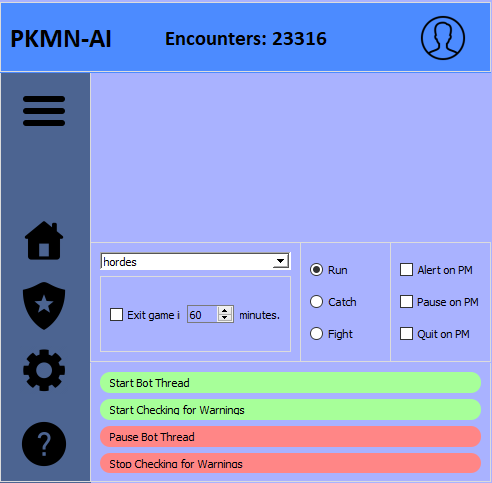 PKMN-AI
Encounters: 23316
hordes
Exit game i 60 minutes.
Run
Catch
Fight
Alert on PM
Pause on PM
Quit on PM
Start Bot Thread
Start Checking for Warnings
Pause Bot Thread
Stop Checking for Warnings
?